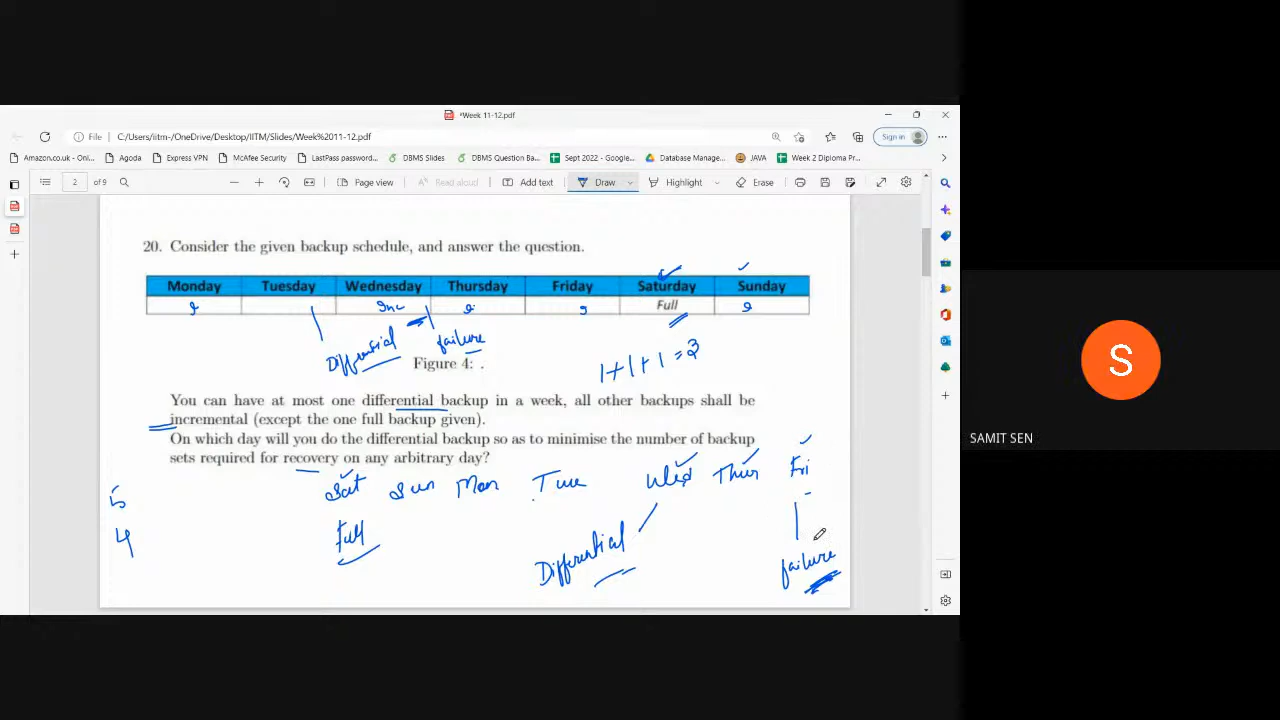 *Week 11-12.pdf
File C:/Users/iitm-/OneDrive/Desktop/IITM/Slides/Week%2011-12.pdf Sign in
Amazon.co.uk - Onl... Agoda Express VPN McAfee Security LastPass password... DBMS Slides DBMS Question Ba... Sept 2022 - Google... Database Manage... JAVA Week 2 Diploma Pr...
2 of 9 Page view Read aloud Add text Draw Highlight Erase
20. Consider the given backup schedule, and answer the question.
Monday Tuesday Wednesday Thursday Friday Saturday Sunday
Inc Full
Differential failure
1+1+1=3
Figure 4: .
You can have at most one differential backup in a week, all other backups shall be
incremental (except the one full backup given).
On which day will you do the differential backup so as to minimise the number of backup
sets required for recovery on any arbitrary day?
Sat Sun Mon Tue Wed Thur Fri
5
4 Full
Differential failure
S
SAMIT SEN